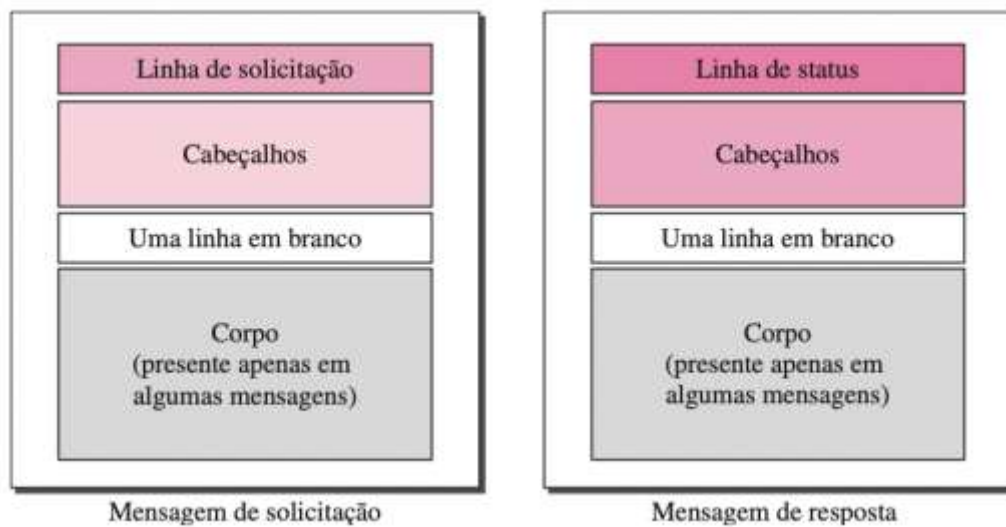 Linha de solicitação
Cabeçalhos
Uma linha em branco
Corpo
(presente apenas em
algumas mensagens)
Mensagem de solicitação
Linha de status
Cabeçalhos
Uma linha em branco
Corpo
(presente apenas em
algumas mensagens)
Mensagem de resposta